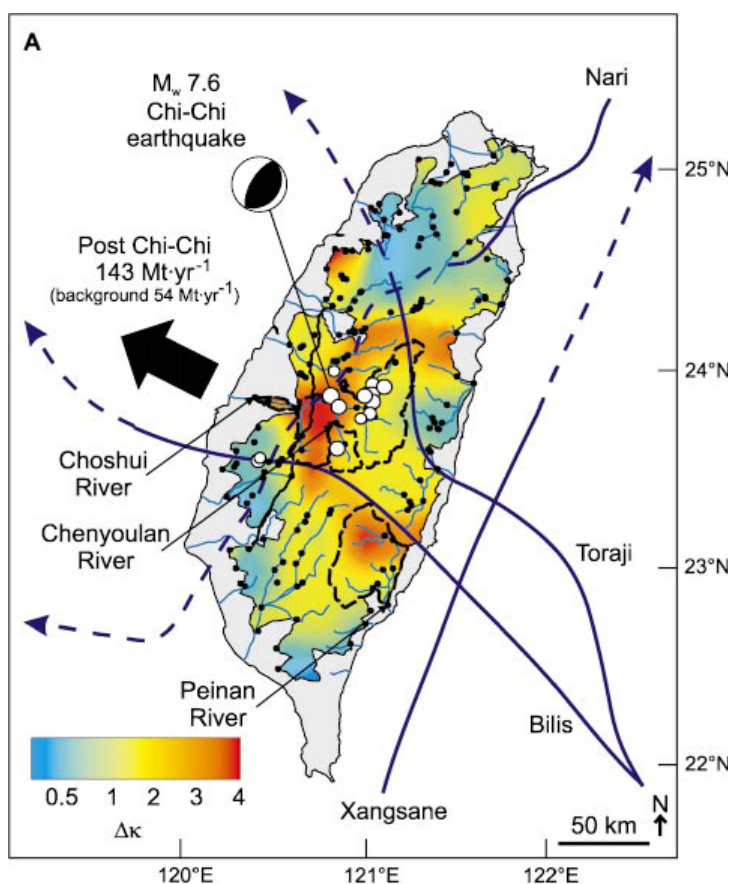 A
M_w 7.6
Chi-Chi
earthquake
Nari
25°N
Post Chi-Chi
143 Mt·yr⁻¹
(background 54 Mt·yr⁻¹)
24°N
Choshui
River
Chenyoulan
River
23°N
Toraji
Peinan
River
Bilis
22°N
Xangsane
0.5 1 2 3 4
Δκ
N
50 km
120°E 121°E 122°E